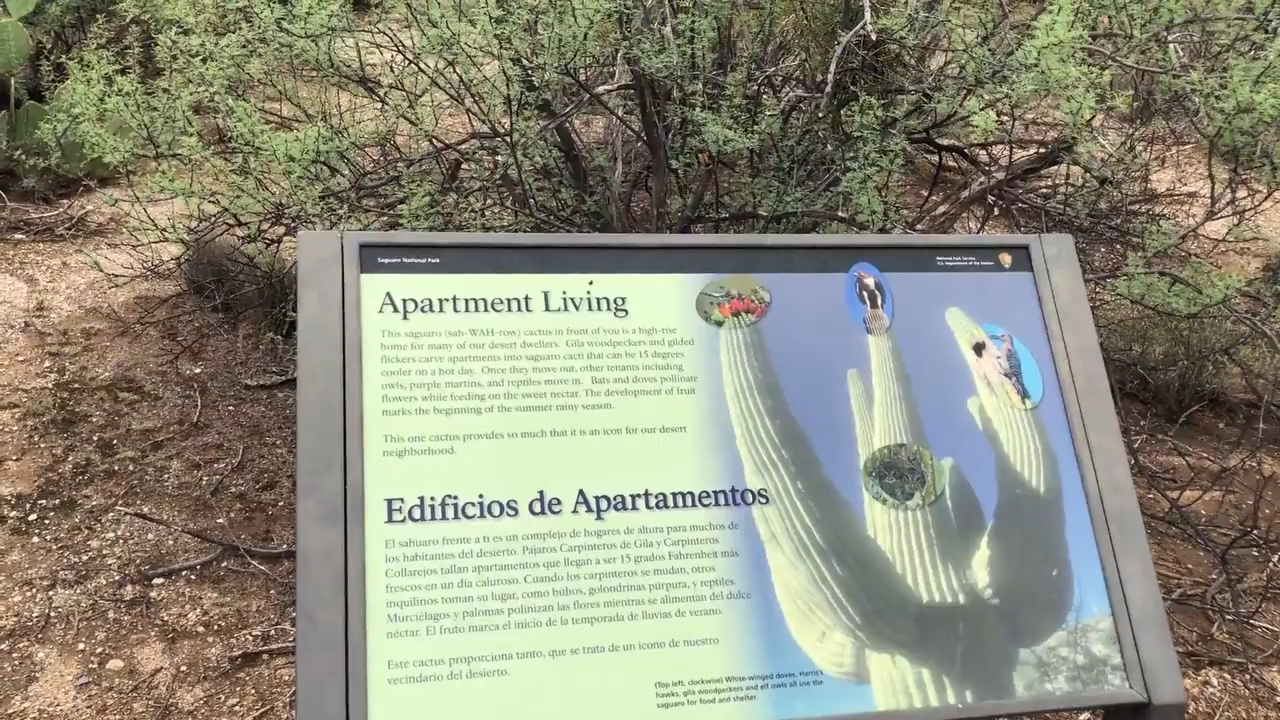 Saguaro National Park
National Park Service
U.S. Department of the Interior
Apartment Living
This saguaro (sah-WAH-row) cactus in front of you is a high-rise
home for many of our desert dwellers. Gila woodpeckers and gilded
flickers carve apartments into saguaro cacti that can be 15 degrees
cooler on a hot day. Once they move out, other tenants including
owls, purple martins, and reptiles move in. Bats and doves pollinate
flowers while feeding on the sweet nectar. The development of fruit
marks the beginning of the summer rainy season.
This one cactus provides so much that it is an icon for our desert
neighborhood.
Edificios de Apartamentos
El sahuaro frente a ti es un complejo de hogares de altura para muchos de
los habitantes del desierto. Pájaros Carpinteros de Gila y Carpinteros
Collarejos tallan apartamentos que llegan a ser 15 grados Fahrenheit más
frescos en un día caluroso. Cuando los carpinteros se mudan, otros
inquilinos toman su lugar, como búhos, golondrinas púrpura, y reptiles.
Murciélagos y palomas polinizan las flores mientras se alimentan del dulce
néctar. El fruto marca el inicio de la temporada de lluvias de verano.
Este cactus proporciona tanto, que se trata de un icono de nuestro
vecindario del desierto.
(Top left, clockwise) White-winged doves, Harris's
hawks, gila woodpeckers and elf owls all use the
saguaro for food and shelter.